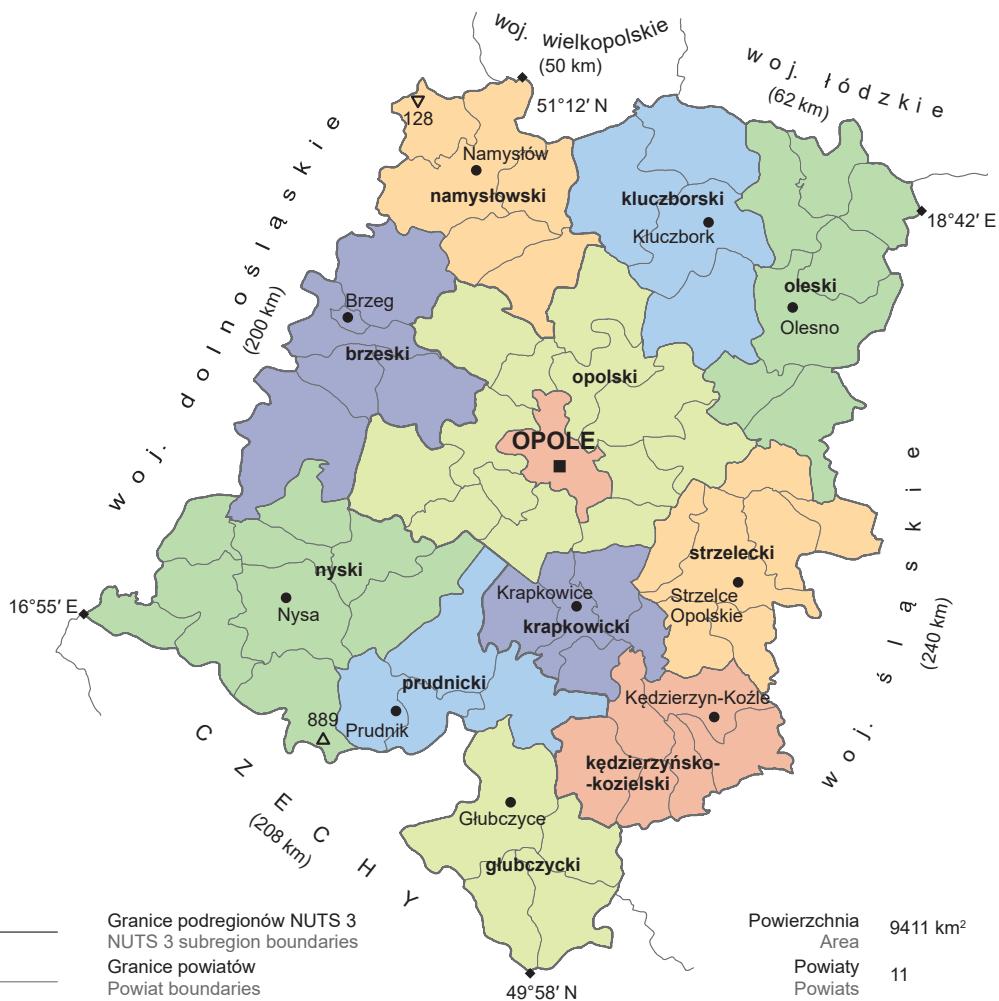 woj. wielkopolskie
(50 km)
woj. łódzkie
(62 km)
51°12′ N
128
Namysłów
namysłowski
kluczborski
Kluczbork
18°42′ E
oleski
Olesno
woj. dolnośląskie
(200 km)
Brzeg
brzeski
opolski
OPOLE
strzelecki
Strzelce
Opolskie
nyski
Nysa
16°55′ E
Krapkowice
krapkowicki
woj. śląskie
(240 km)
prudnicki
Prudnik
889
Kędzierzyn-Koźle
kędzierzyńsko-
-kozielski
CZECHY
(208 km)
Głubczyce
głubczycki
49°58′ N
Granice podregionów NUTS 3
NUTS 3 subregion boundaries
Granice powiatów
Powiat boundaries
Powierzchnia 9411 km²
Area
Powiaty 11
Powiats